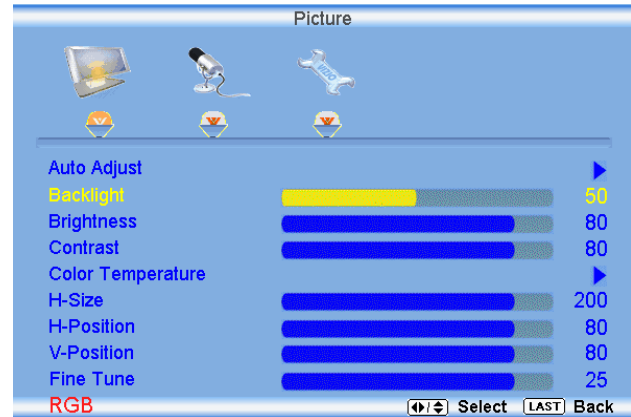 Picture
VIZIO
Auto Adjust
Backlight 50
Brightness 80
Contrast 80
Color Temperature
H-Size 200
H-Position 80
V-Position 80
Fine Tune 25
RGB Select LAST Back